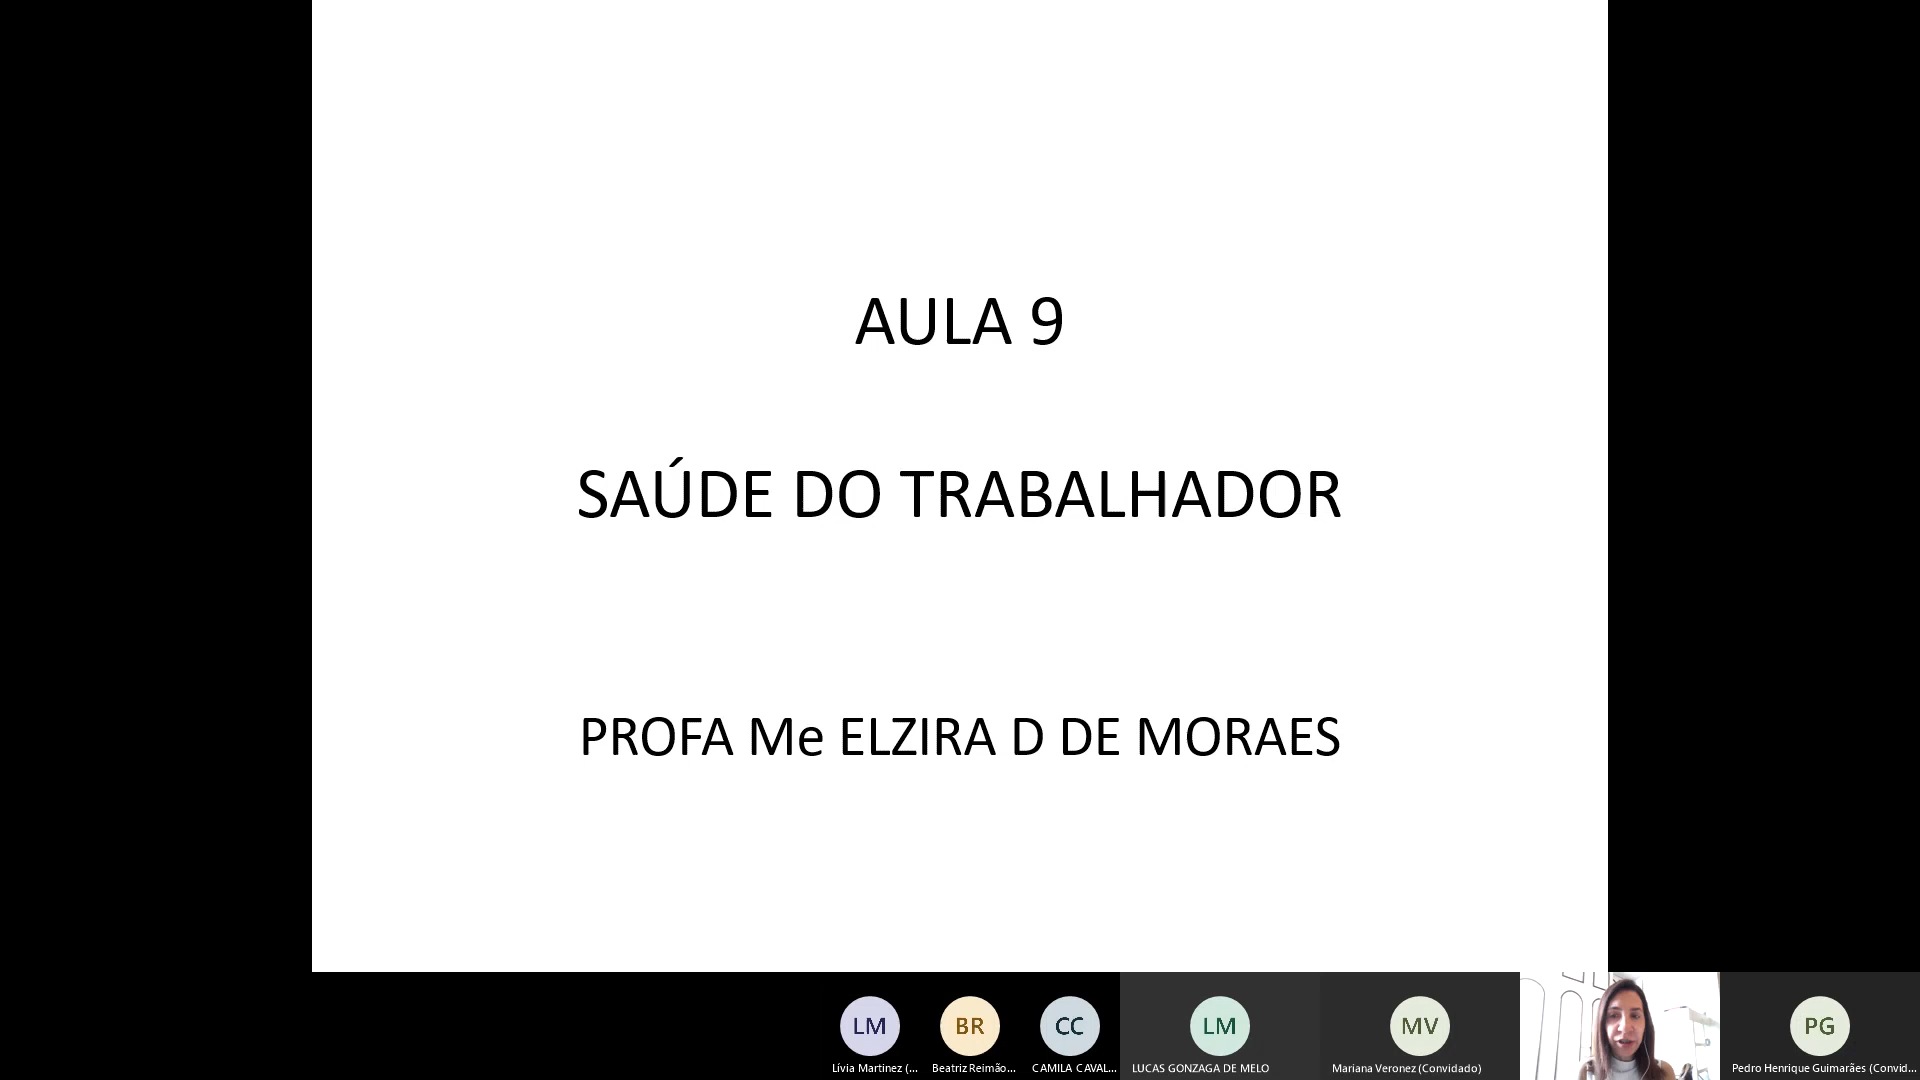 AULA 9
SAÚDE DO TRABALHADOR
PROFA Me ELZIRA D DE MORAES
LM
BR
CC
LM
MV
PG
Lívia Martinez (...
Beatriz Reimão...
CAMILA CAVAL...
LUCAS GONZAGA DE MELO
Mariana Veronez (Convidado)
Pedro Henrique Guimarães (Convid...